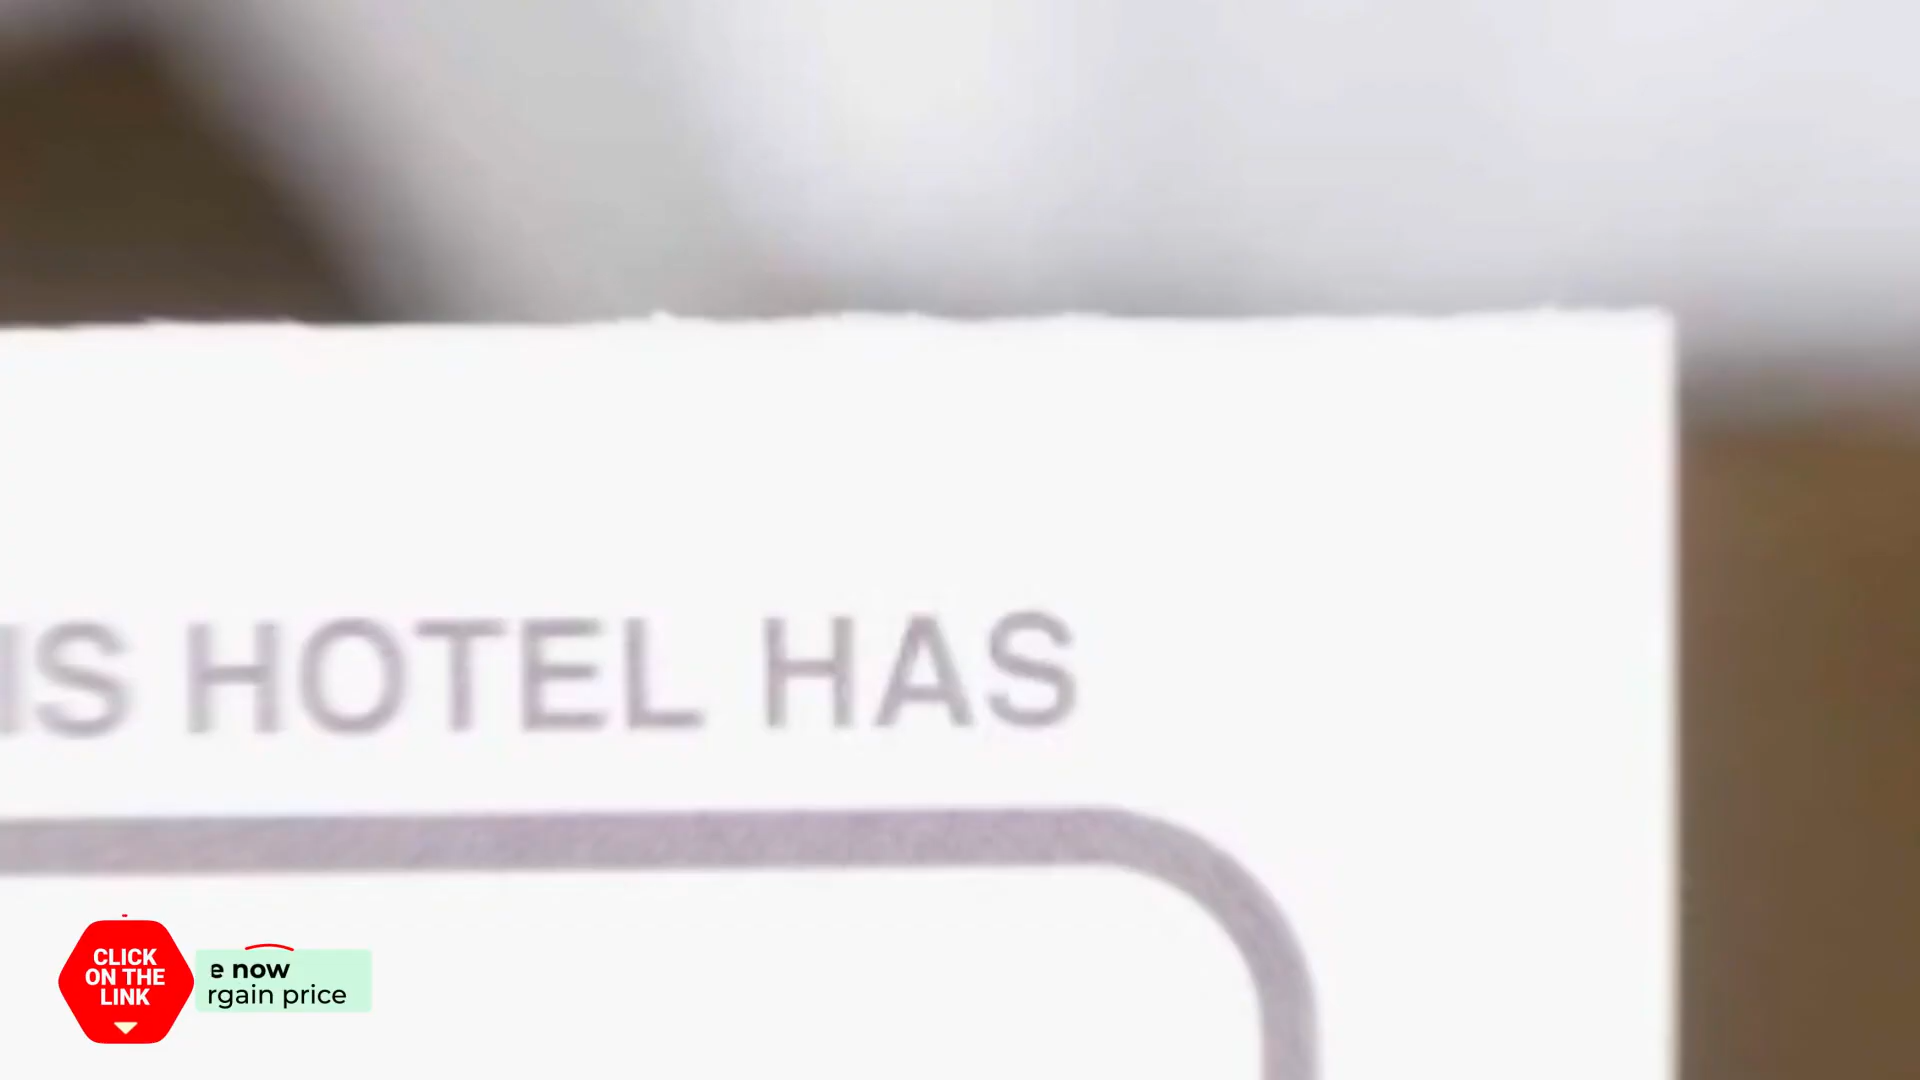 IS HOTEL HAS
CLICK
ON THE
LINK
e now
rgain price